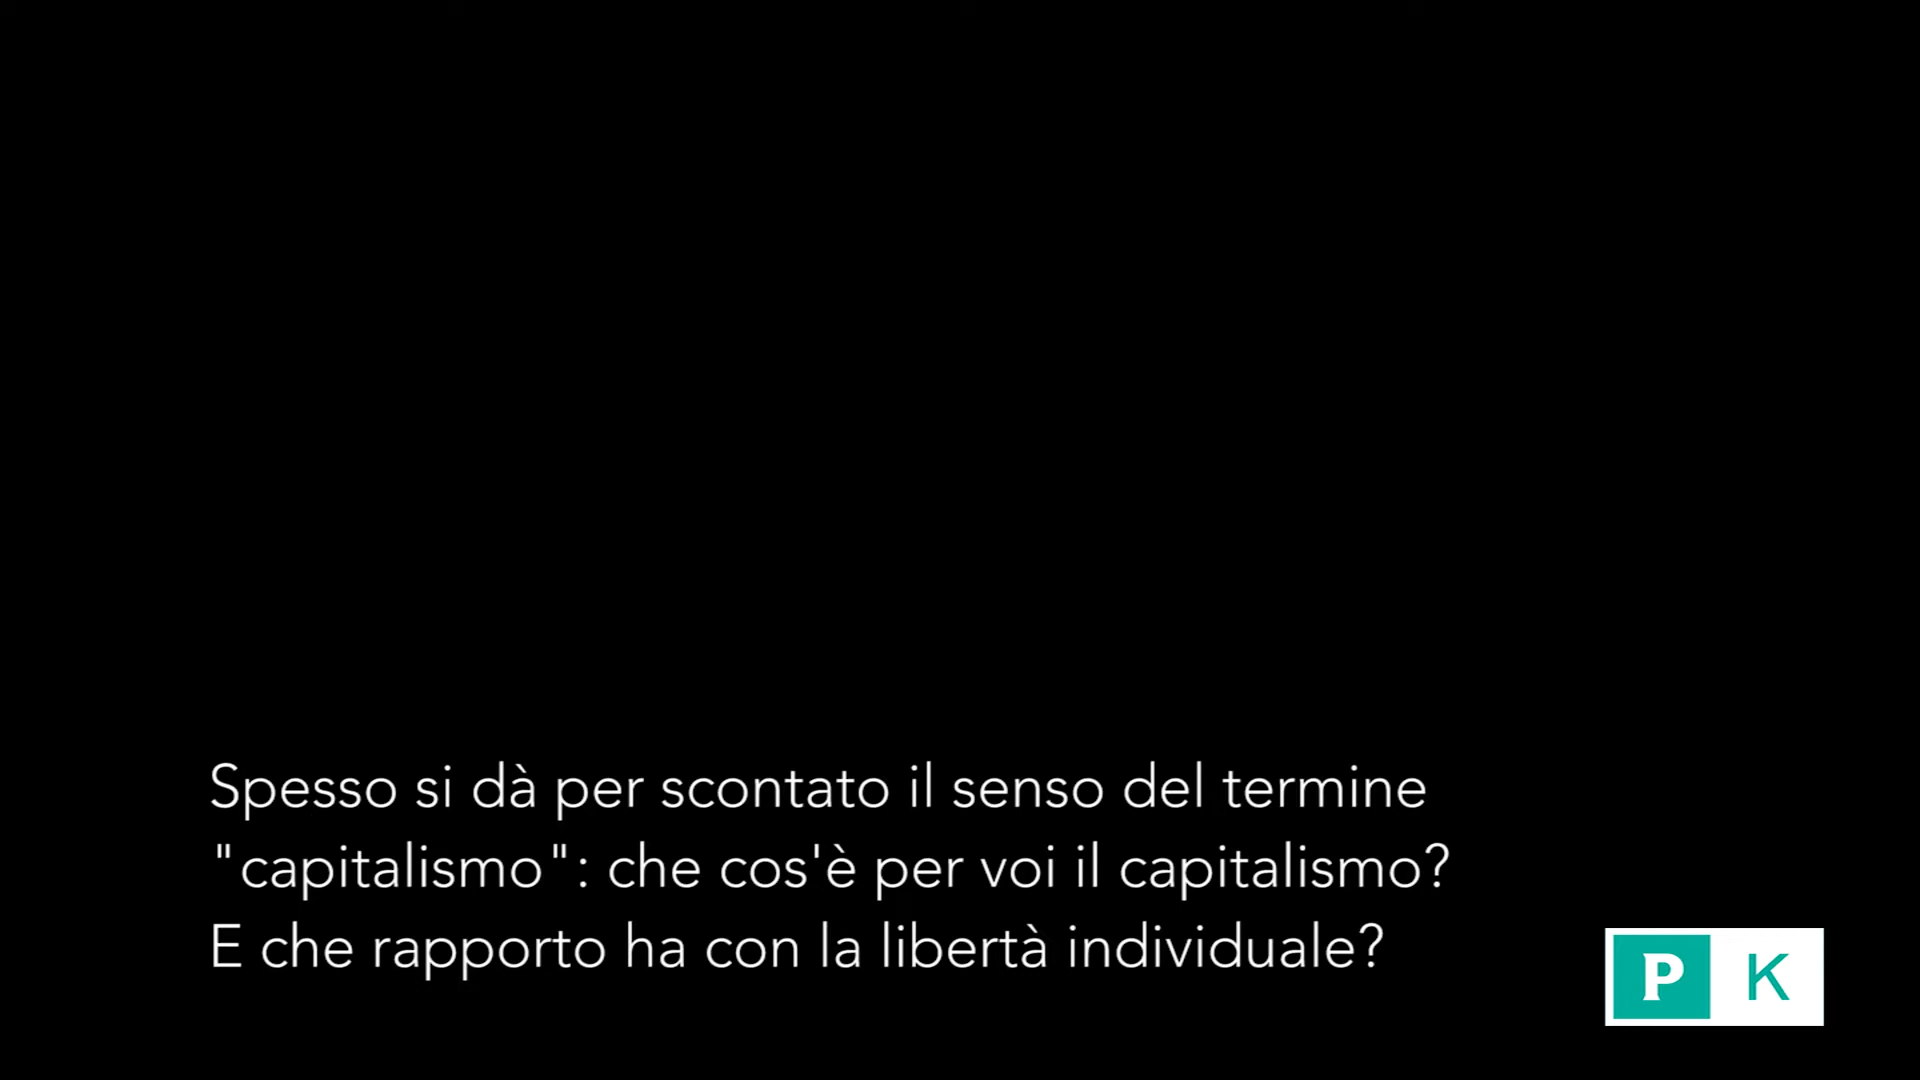 Spesso si dà per scontato il senso del termine
"capitalismo": che cos'è per voi il capitalismo?
E che rapporto ha con la libertà individuale?
P K